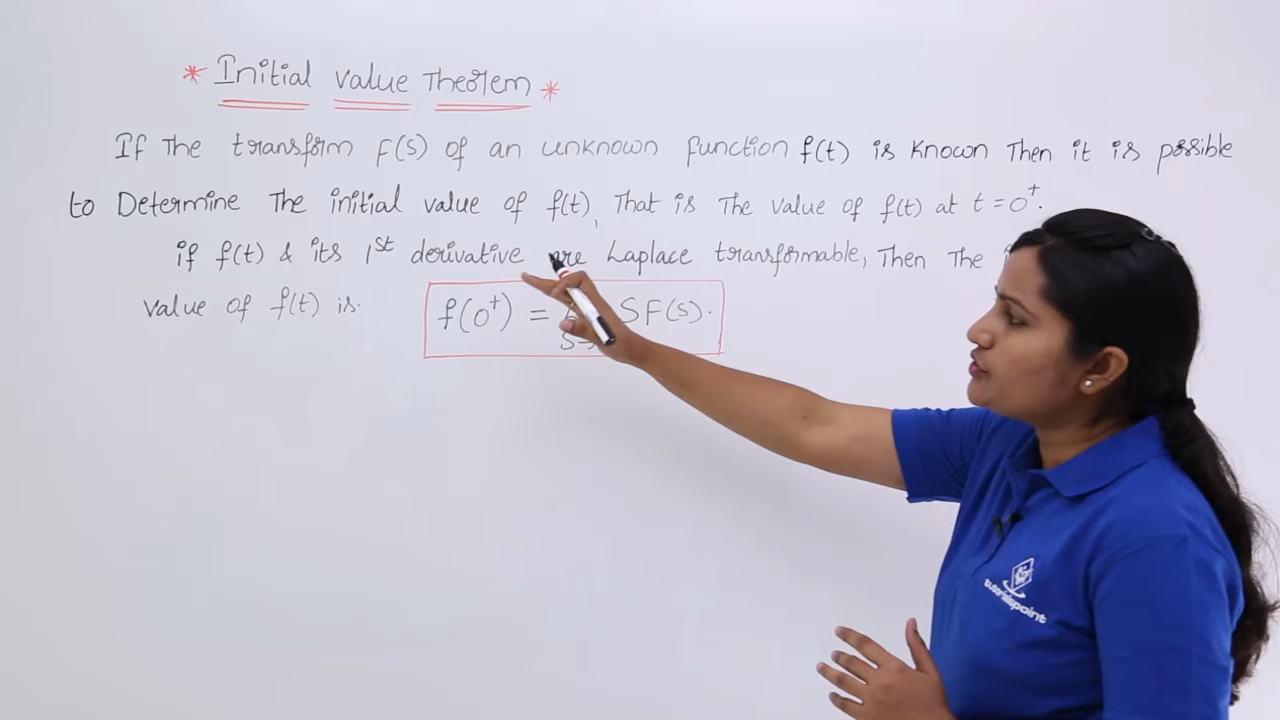 * Initial value Theorem *
If The transform F(S) of an unknown function f(t) is known Then it is possible
to Determine The initial value of f(t), That is The value of f(t) at t = 0⁺.
if f(t) & its 1st derivative are Laplace transformable, Then The
value of f(t) is.
f(0⁺) = SF(s).
S→
tutorialspoint